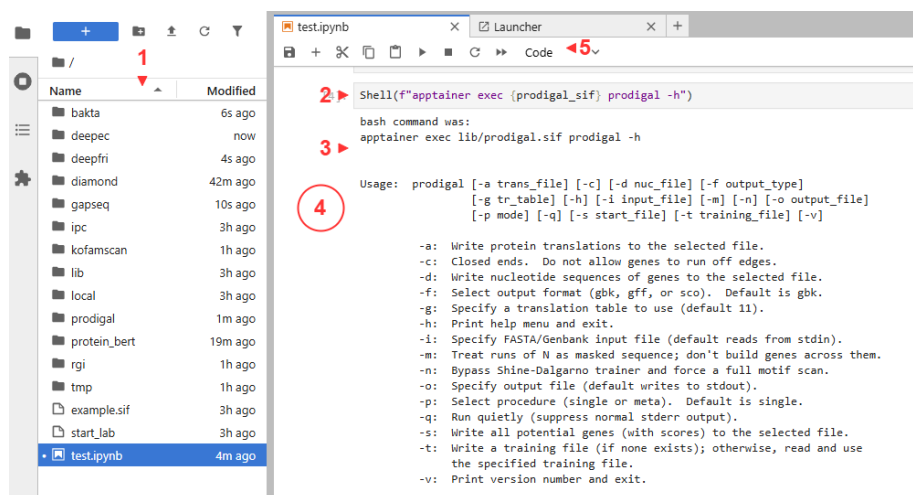 test.ipynb
Launcher
Code
5
/
1
Name Modified
bakta 6s ago
deepec now
deepfri 4s ago
diamond 42m ago
gapseq 10s ago
ipc 3h ago
kofamscan 1h ago
lib 3h ago
local 3h ago
prodigal 1m ago
protein_bert 19m ago
rgi 1h ago
tmp 1h ago
example.sif 3h ago
start_lab 3h ago
test.ipynb 4m ago
2
Shell(f"apptainer exec {prodigal_sif} prodigal -h")
bash command was:
apptainer exec lib/prodigal.sif prodigal -h
3
4
Usage: prodigal [-a trans_file] [-c] [-d nuc_file] [-f output_type]
[-g tr_table] [-h] [-i input_file] [-m] [-n] [-o output_file]
[-p mode] [-q] [-s start_file] [-t training_file] [-v]
-a: Write protein translations to the selected file.
-c: Closed ends. Do not allow genes to run off edges.
-d: Write nucleotide sequences of genes to the selected file.
-f: Select output format (gbk, gff, or sco). Default is gbk.
-g: Specify a translation table to use (default 11).
-h: Print help menu and exit.
-i: Specify FASTA/Genbank input file (default reads from stdin).
-m: Treat runs of N as masked sequence; don't build genes across them.
-n: Bypass Shine-Dalgarno trainer and force a full motif scan.
-o: Specify output file (default writes to stdout).
-p: Select procedure (single or meta). Default is single.
-q: Run quietly (suppress normal stderr output).
-s: Write all potential genes (with scores) to the selected file.
-t: Write a training file (if none exists); otherwise, read and use
the specified training file.
-v: Print version number and exit.